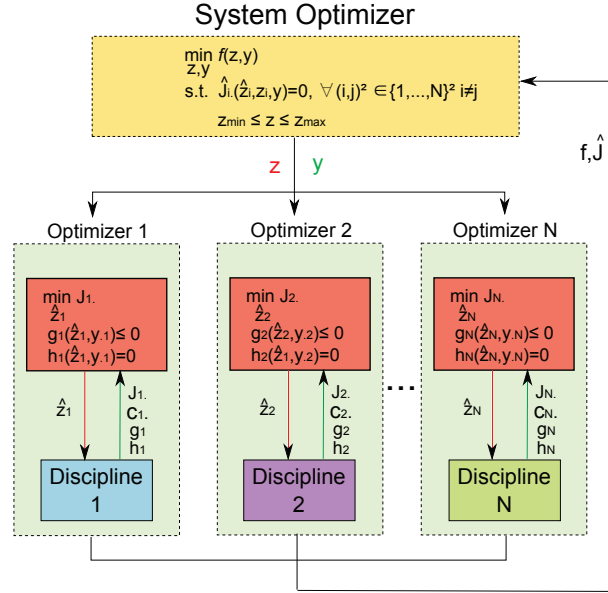 System Optimizer
min f(z,y)
z,y
s.t. Ĵi.(ẑi,zi,y)=0, ∀(i,j)² ∈{1,...,N}² i≠j
zmin ≤ z ≤ zmax
f,Ĵ
z y
Optimizer 1
min J1.
ẑ1
g1(ẑ1,y.1)≤ 0
h1(ẑ1,y.1)=0
ẑ1
J1.
c1.
g1
h1
Discipline
1
Optimizer 2
min J2.
ẑ2
g2(ẑ2,y.2)≤ 0
h2(ẑ1,y.2)=0
ẑ2
J2.
c2.
g2
h2
Discipline
2
...
Optimizer N
min JN.
ẑN
gN(ẑN,y.N)≤ 0
hN(ẑN,y.N)=0
ẑN
JN.
cN.
gN
hN
Discipline
N